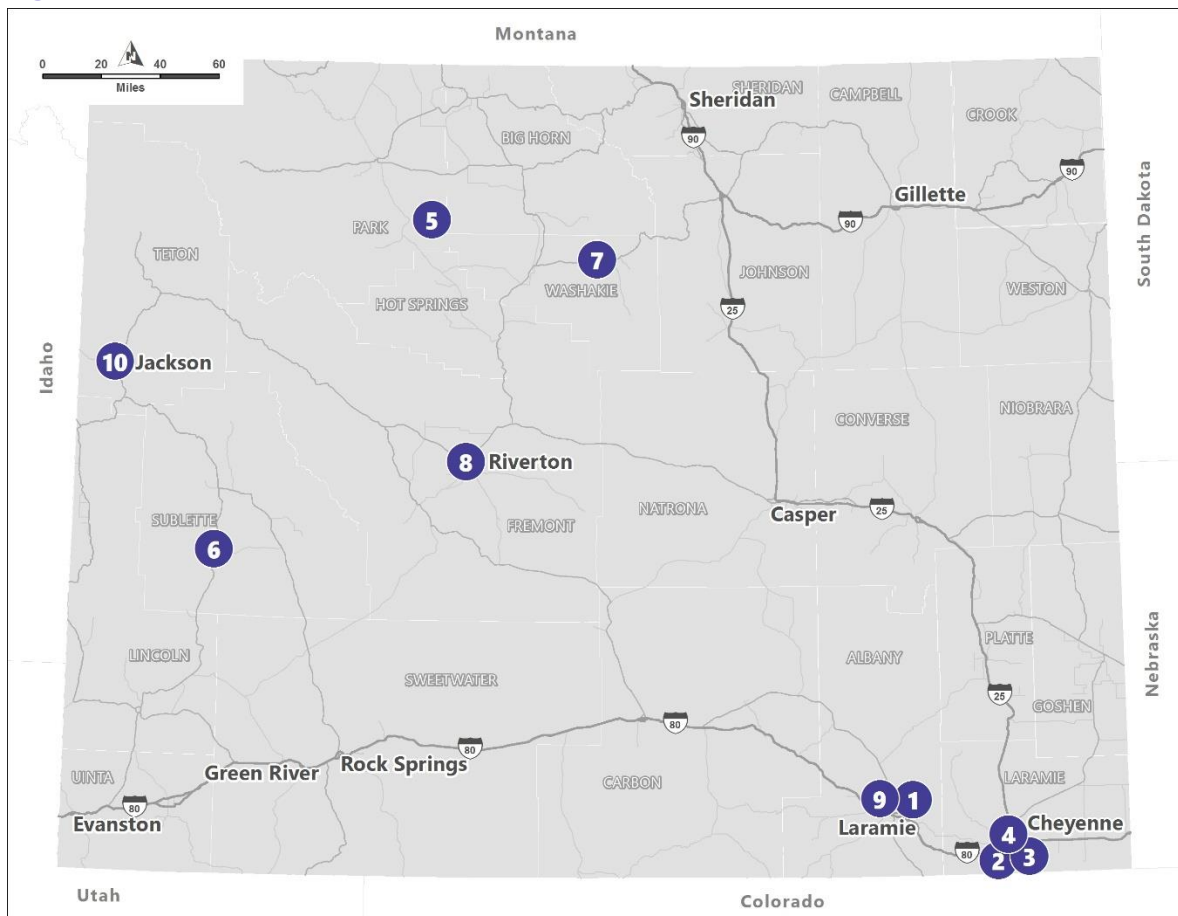 Montana
0 20 40 60
N
Miles
SHERIDAN
Sheridan
CAMPBELL
CROOK
BIG HORN
90
90
Gillette
South Dakota
PARK
5
90
TETON
7
WASHAKIE
JOHNSON
HOT SPRINGS
WESTON
25
Idaho
10 Jackson
NIOBRARA
CONVERSE
8 Riverton
NATRONA
Casper
25
SUBLETTE
FREMONT
6
Nebraska
PLATTE
LINCOLN
ALBANY
SWEETWATER
25
GOSHEN
80
80
Green River
Rock Springs
UINTA
CARBON
LARAMIE
80
9 1
Evanston
Laramie
4 Cheyenne
80
2 3
Utah
Colorado